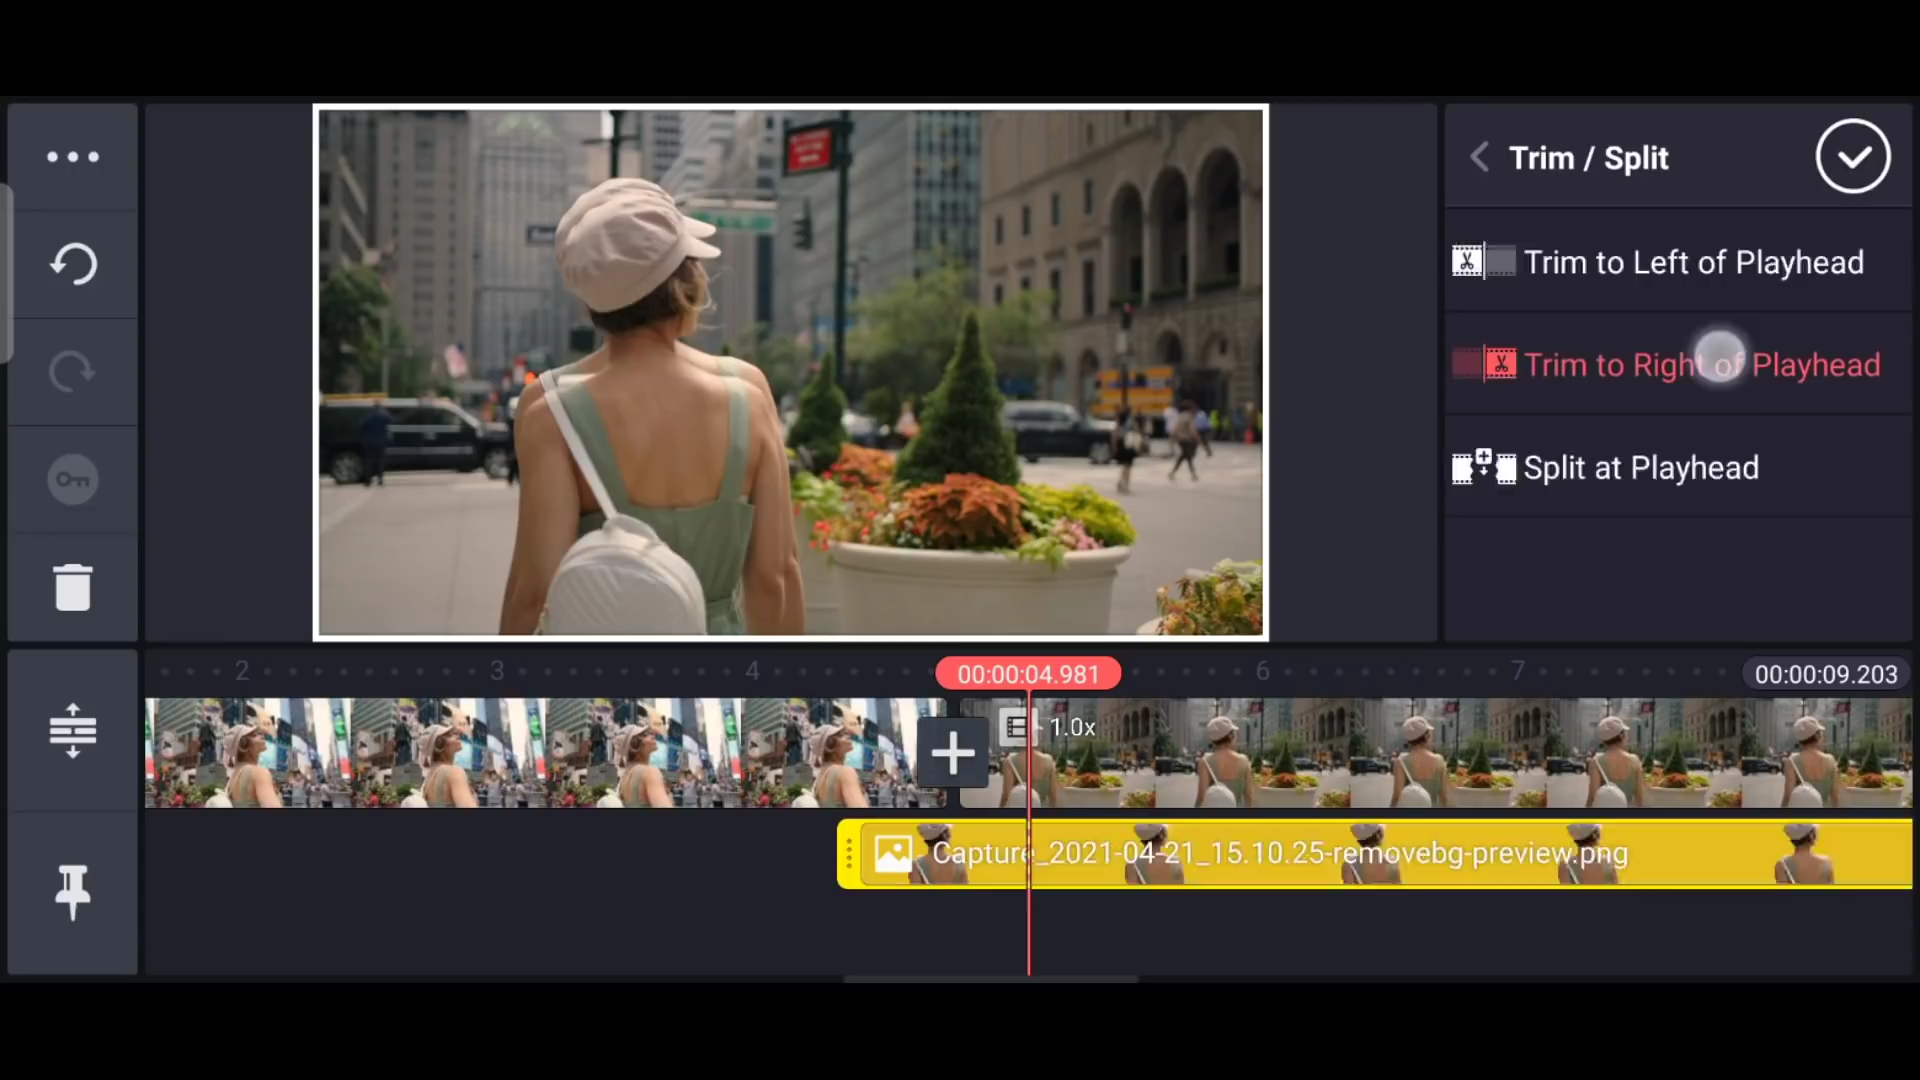 Trim / Split
Trim to Left of Playhead
Trim to Right of Playhead
Split at Playhead
2
3
4
00:00:04.981
6
7
00:00:09.203
1.0x
Capture_2021-04-21_15.10.25-removebg-preview.png